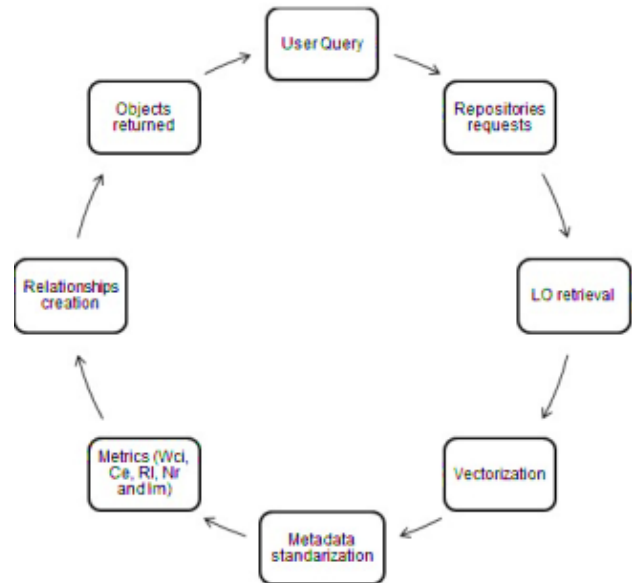 User Query
Repositories
requests
LO retrieval
Vectorization
Metadata
standarization
Metrics (Wci,
Ce, Rl, Nr
and Im)
Relationships
creation
Objects
returned